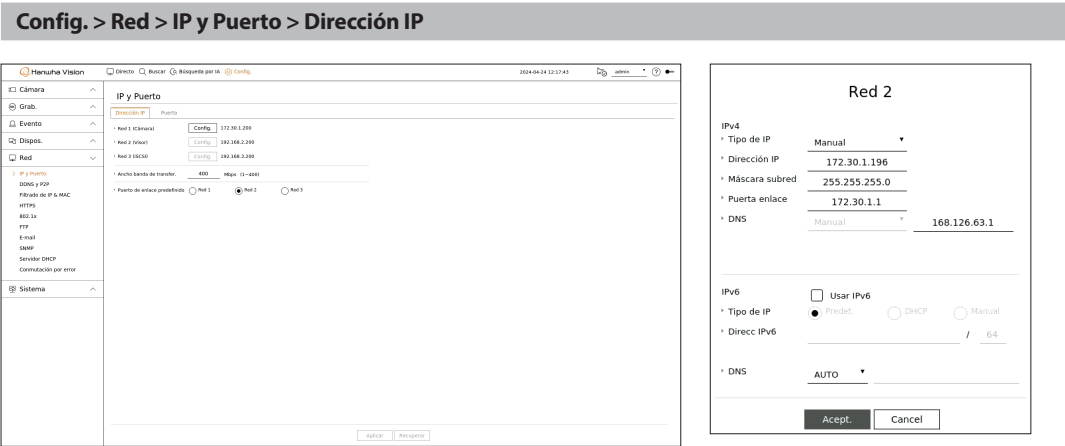 Config. > Red > IP y Puerto > Dirección IP
Hanwha Vision
Directo Buscar Búsqueda por IA Config.
2024-04-24 12:17:43
admin
Cámara
Grab.
Evento
Dispos.
Red
IP y Puerto
DDNS y P2P
Filtrado de IP & MAC
HTTPS
802.1x
FTP
E-mail
SNMP
Servidor DHCP
Conmutación por error
Sistema
IP y Puerto
Dirección IP Puerto
Red 1 (Cámara) Config. 172.30.1.200
Red 2 (Visor) Config. 192.168.2.200
Red 3 (iSCSI) Config. 192.168.3.200
Ancho banda de transfer. 400 Mbps (1~400)
Puerto de enlace predefinido Red 1 Red 2 Red 3
Aplicar Recuperar
Red 2
IPv4
Tipo de IP Manual
Dirección IP 172.30.1.196
Máscara subred 255.255.255.0
Puerta enlace 172.30.1.1
DNS Manual 168.126.63.1
IPv6 Usar IPv6
Tipo de IP Predet. DHCP Manual
Direcc IPv6 / 64
DNS AUTO
Acept. Cancel